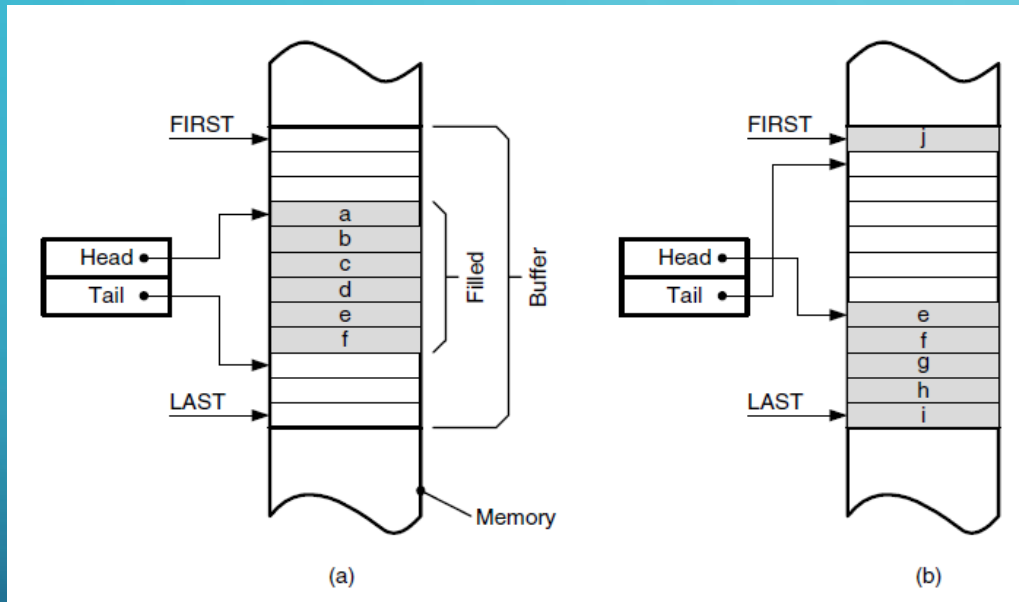 FIRST
a
b
c
d
e
f
Head
Tail
LAST
Filled
Buffer
Memory
(a)
FIRST
j
Head
Tail
e
f
g
h
i
LAST
(b)